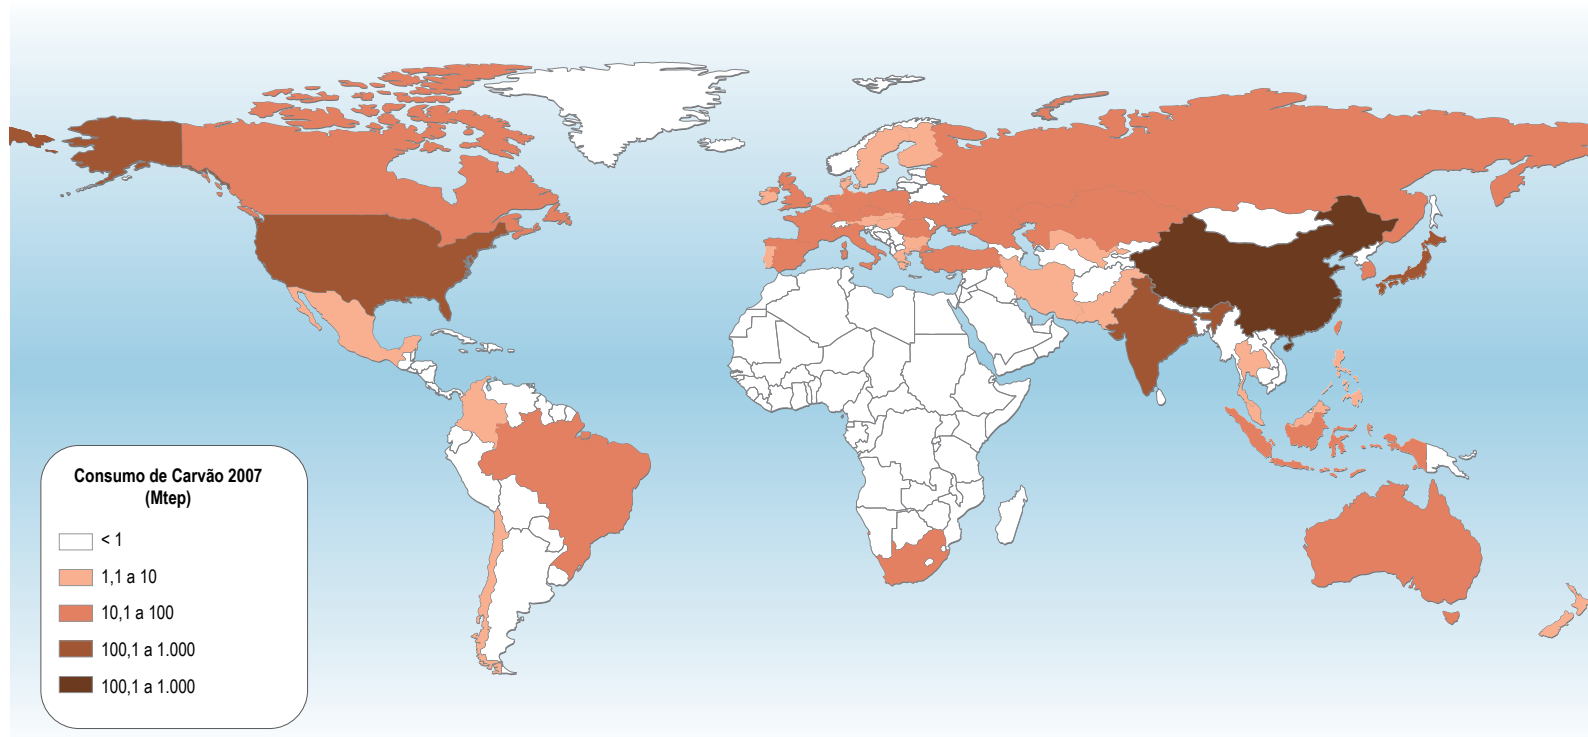 Consumo de Carvão 2007
(Mtep)
< 1
1,1 a 10
10,1 a 100
100,1 a 1.000
100,1 a 1.000